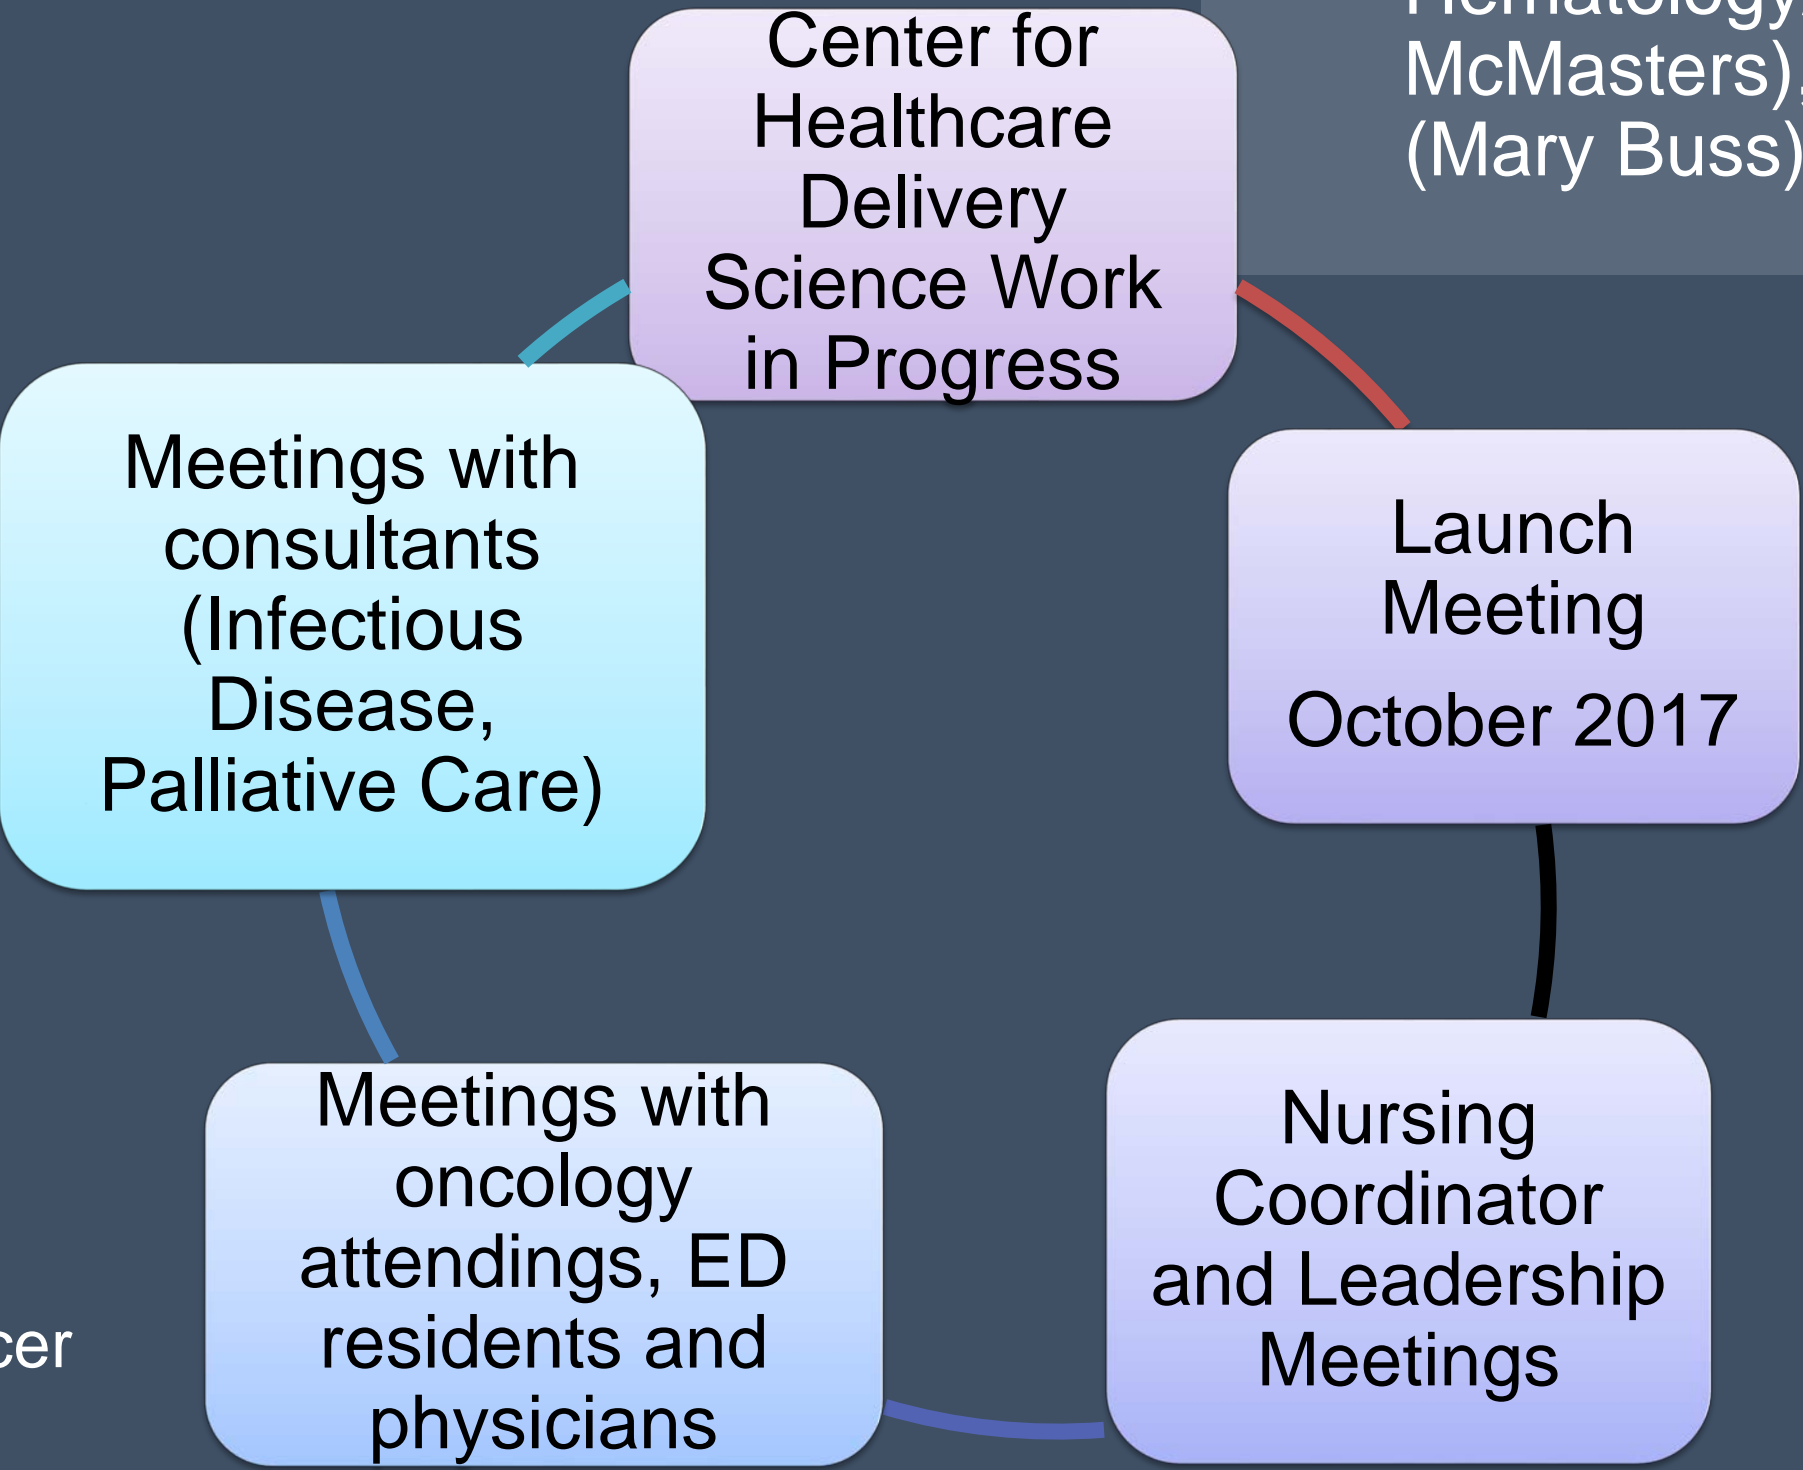 Center for
Healthcare
Delivery
Science Work
in Progress
McMasters)
(Mary Buss)
Launch
Meeting
October 2017
Nursing
Coordinator
and Leadership
Meetings
Meetings with
oncology
attendings, ED
residents and
physicians
Meetings with
consultants
(Infectious
Disease,
Palliative Care)